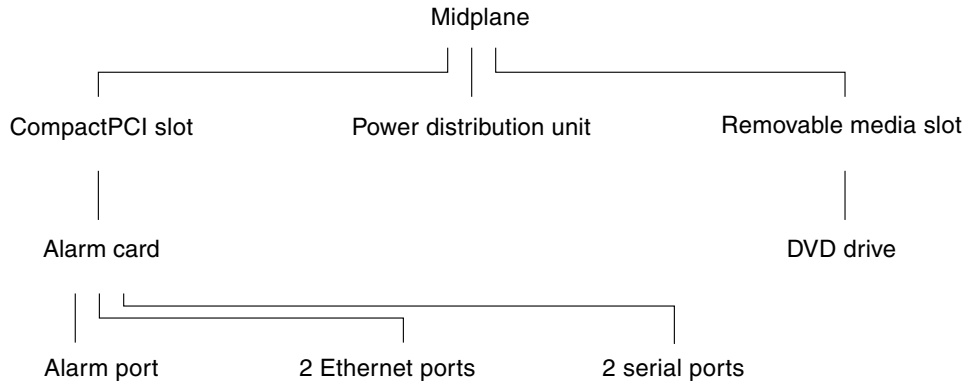 Midplane
CompactPCI slot
Power distribution unit
Removable media slot
Alarm card
DVD drive
Alarm port
2 Ethernet ports
2 serial ports